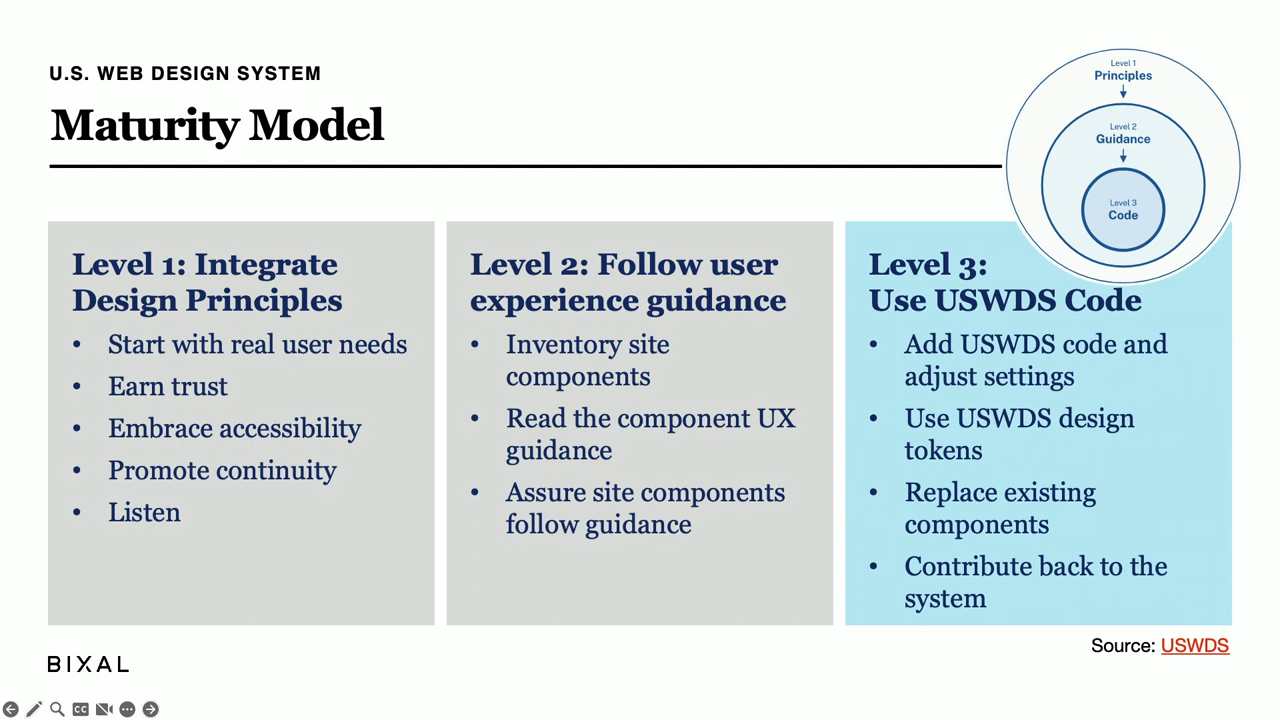 U.S. WEB DESIGN SYSTEM
Maturity Model
Level 1
Principles
Level 2
Guidance
Level 3
Code
Level 1: Integrate
Design Principles
• Start with real user needs
• Earn trust
• Embrace accessibility
• Promote continuity
• Listen
Level 2: Follow user
experience guidance
• Inventory site
components
• Read the component UX
guidance
• Assure site components
follow guidance
Level 3:
Use USWDS Code
• Add USWDS code and
adjust settings
• Use USWDS design
tokens
• Replace existing
components
• Contribute back to the
system
Source: USWDS
BIXAL
CC